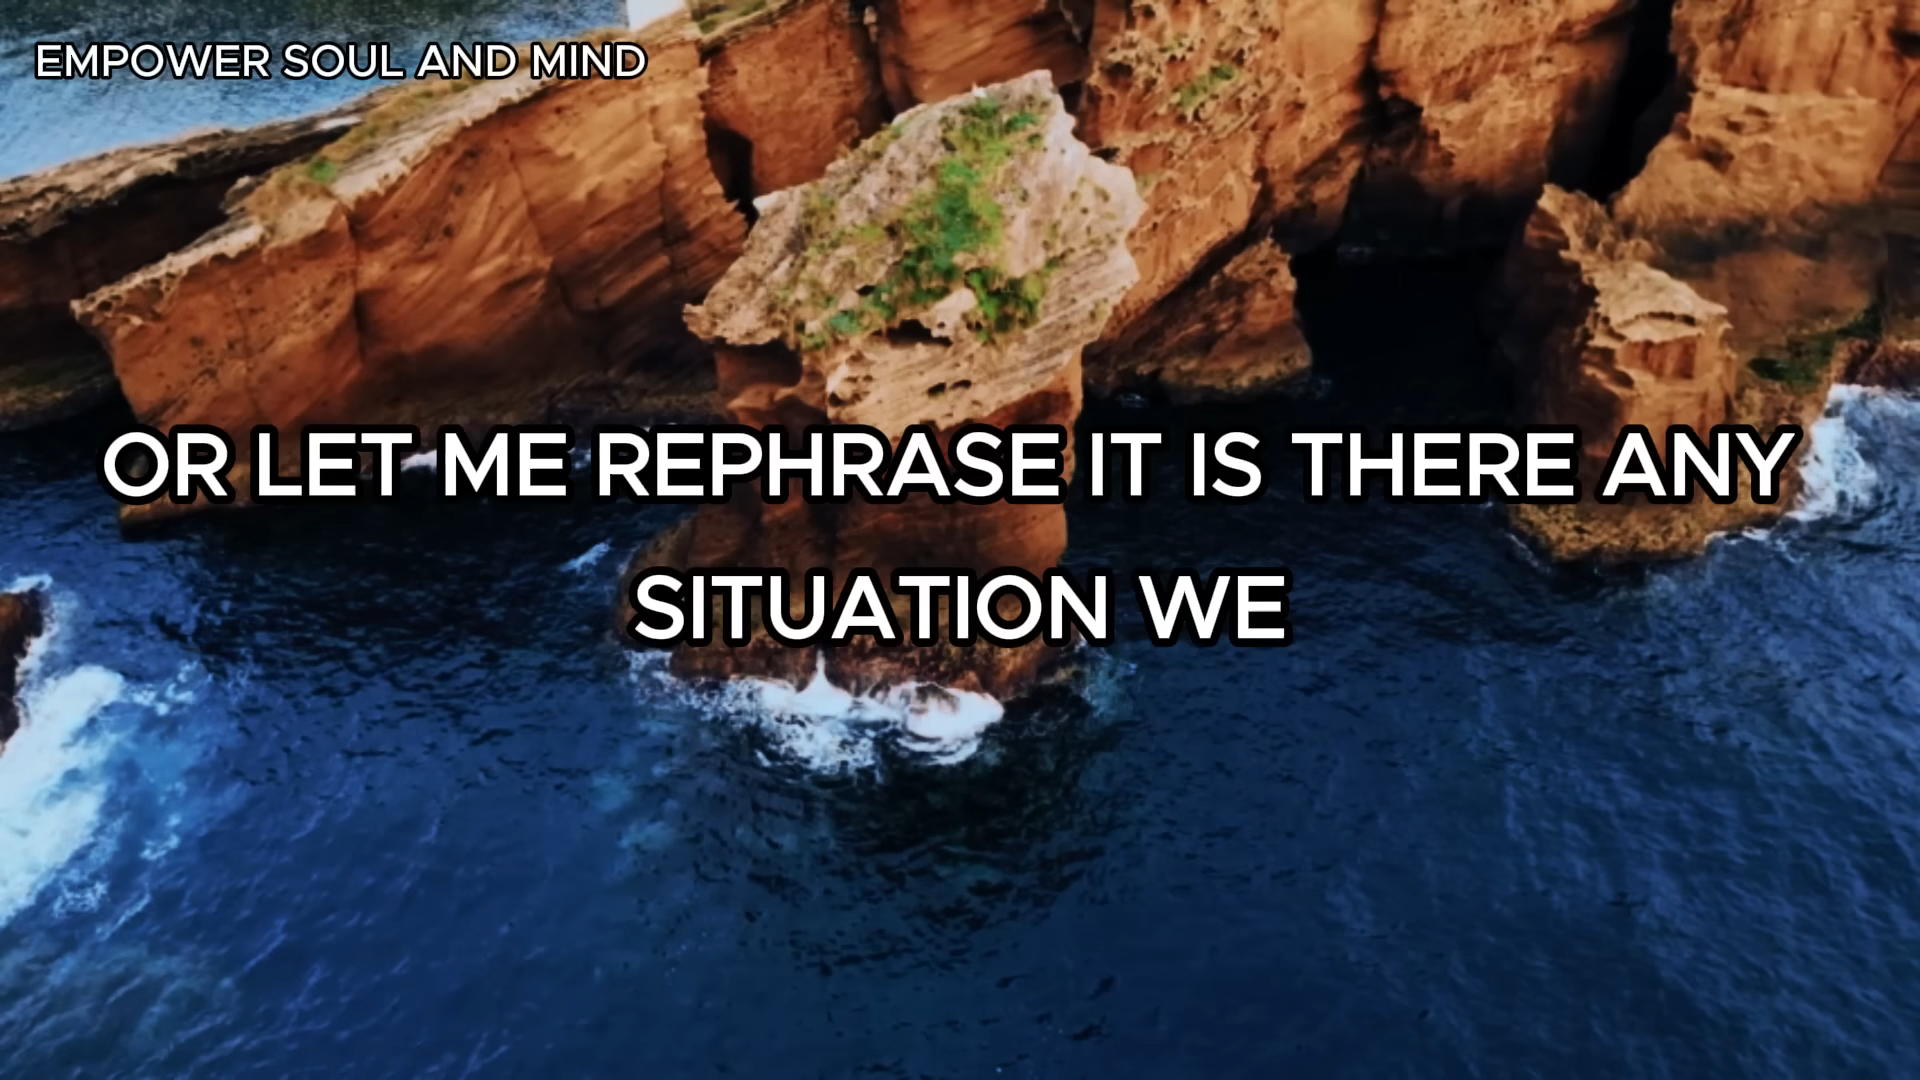 EMPOWER SOUL AND MIND
OR LET ME REPHRASE IT IS THERE ANY
SITUATION WE